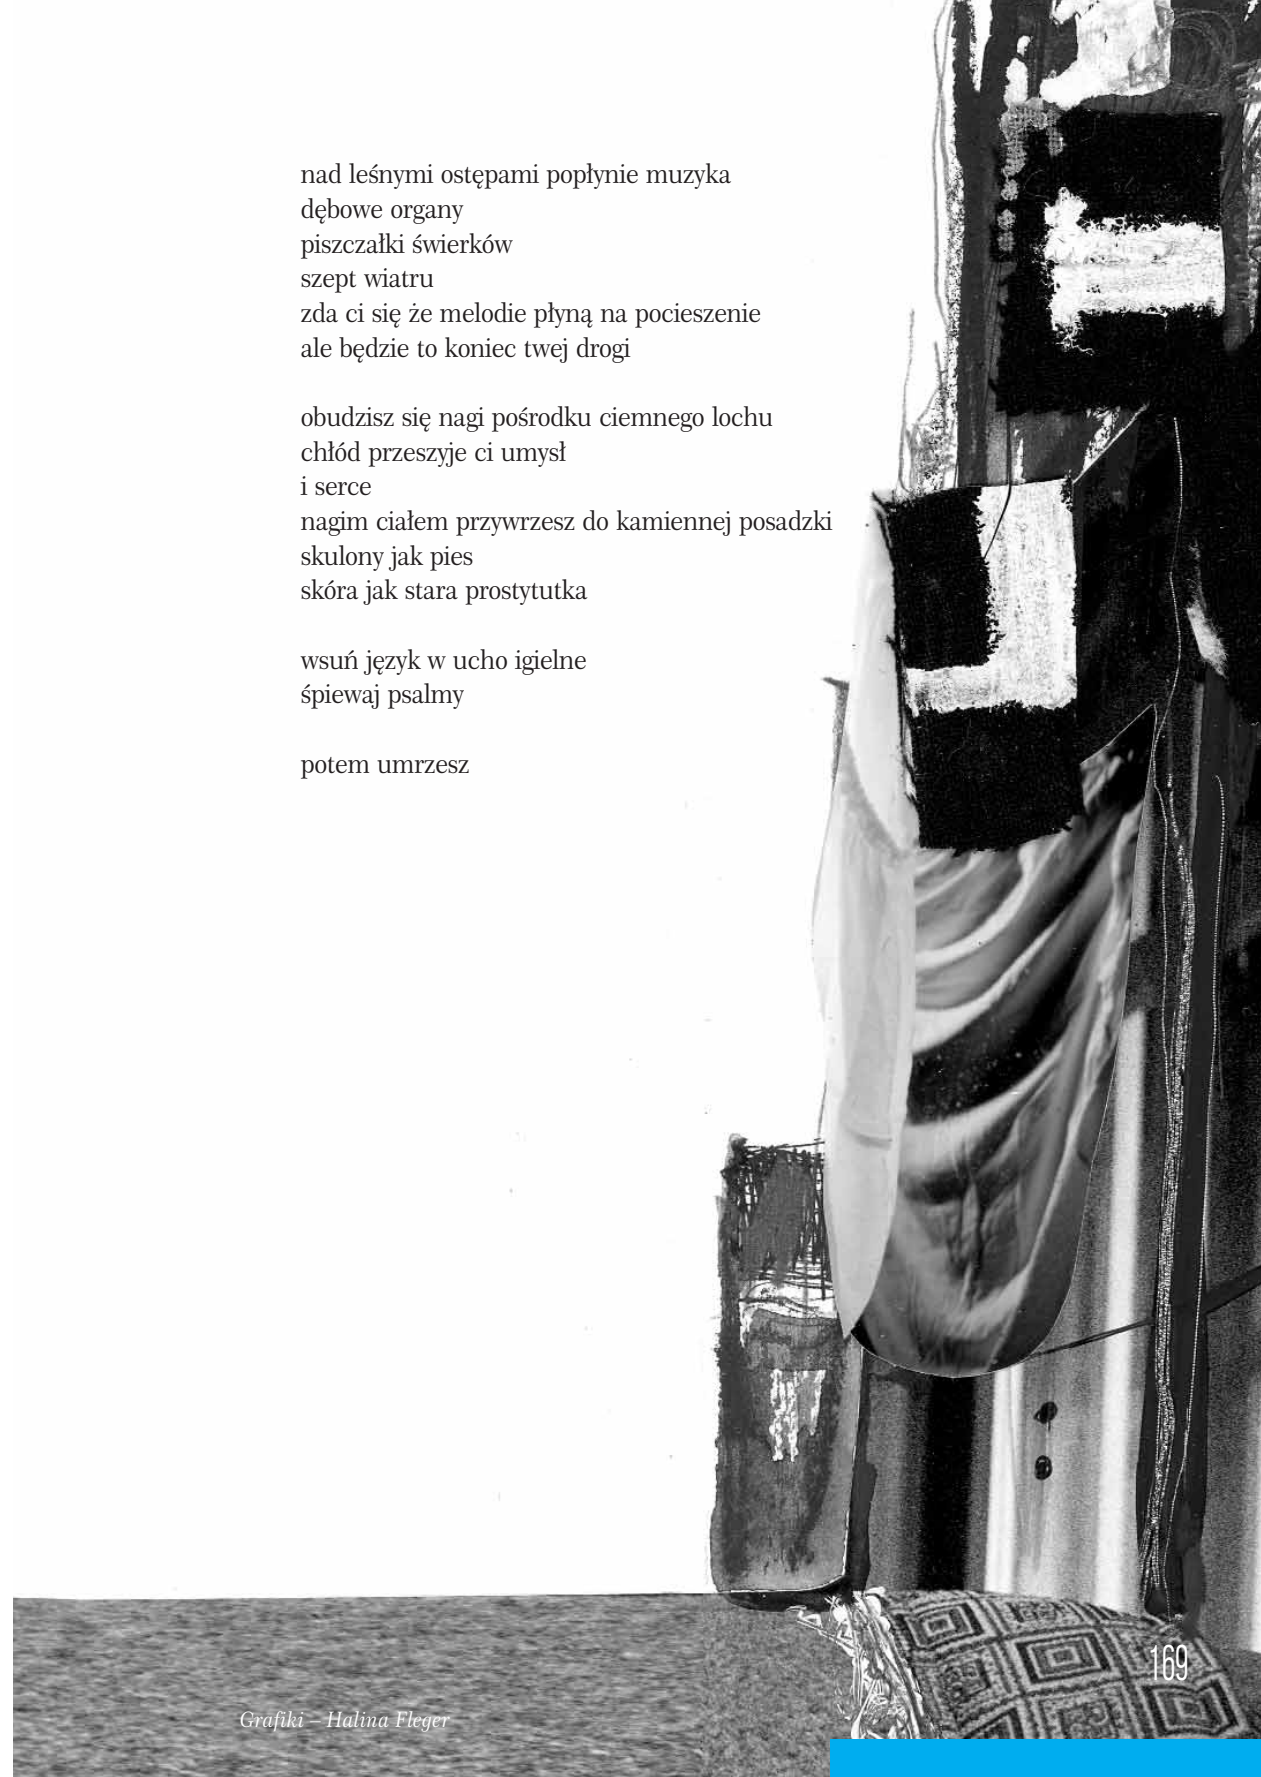 nad leśnymi ostępami popłynie muzyka
dębowe organy
piszczałki świerków
szept wiatru
zda ci się że melodie płyną na pocieszenie
ale będzie to koniec twej drogi
obudzisz się nagi pośrodku ciemnego lochu
chłód przeszyje ci umysł
i serce
nagim ciałem przywrzesz do kamiennej posadzki
skulony jak pies
skóra jak stara prostytutka
wsuń język w ucho igielne
śpiewaj psalmy
potem umrzesz
169
Grafiki – Halina Fleger